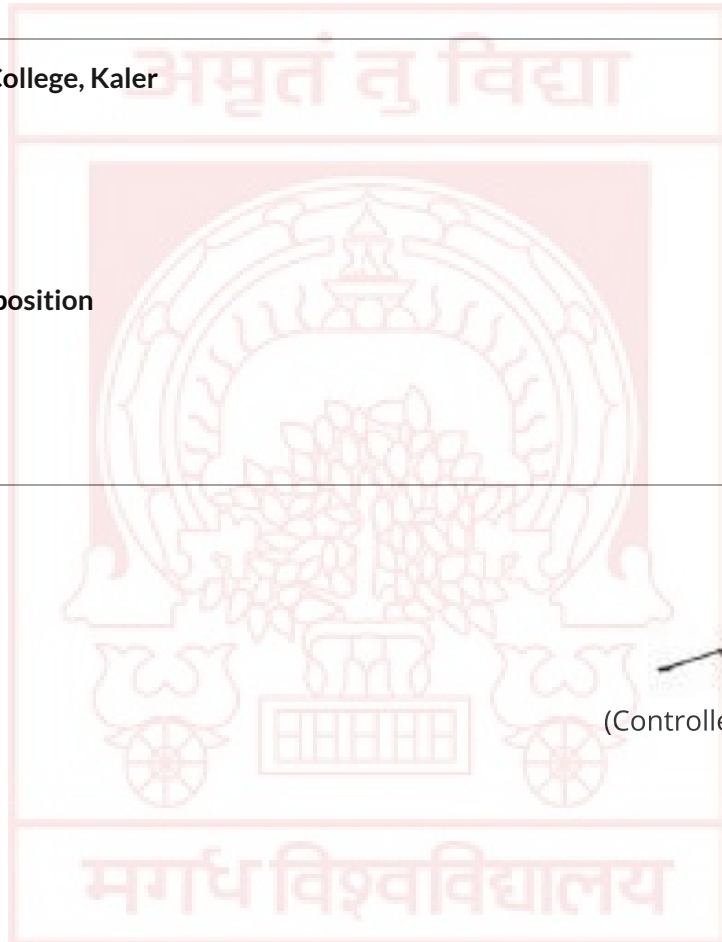 अमृतं तु विद्या
College, Kaler
position
(Controlle
मगध विश्वविद्यालय